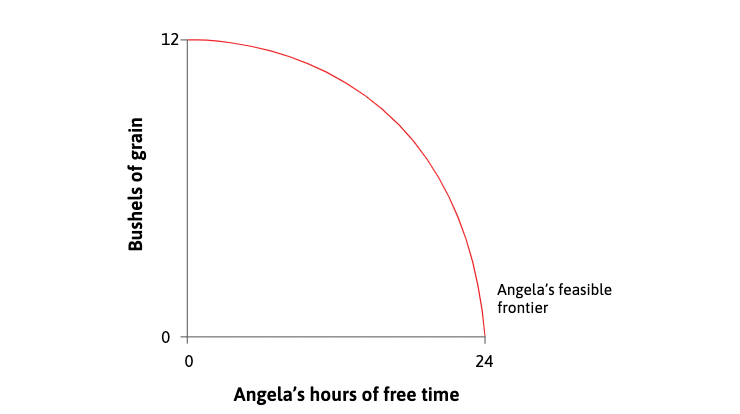 12
Bushels of grain
Angela’s feasible
frontier
0
0
24
Angela’s hours of free time